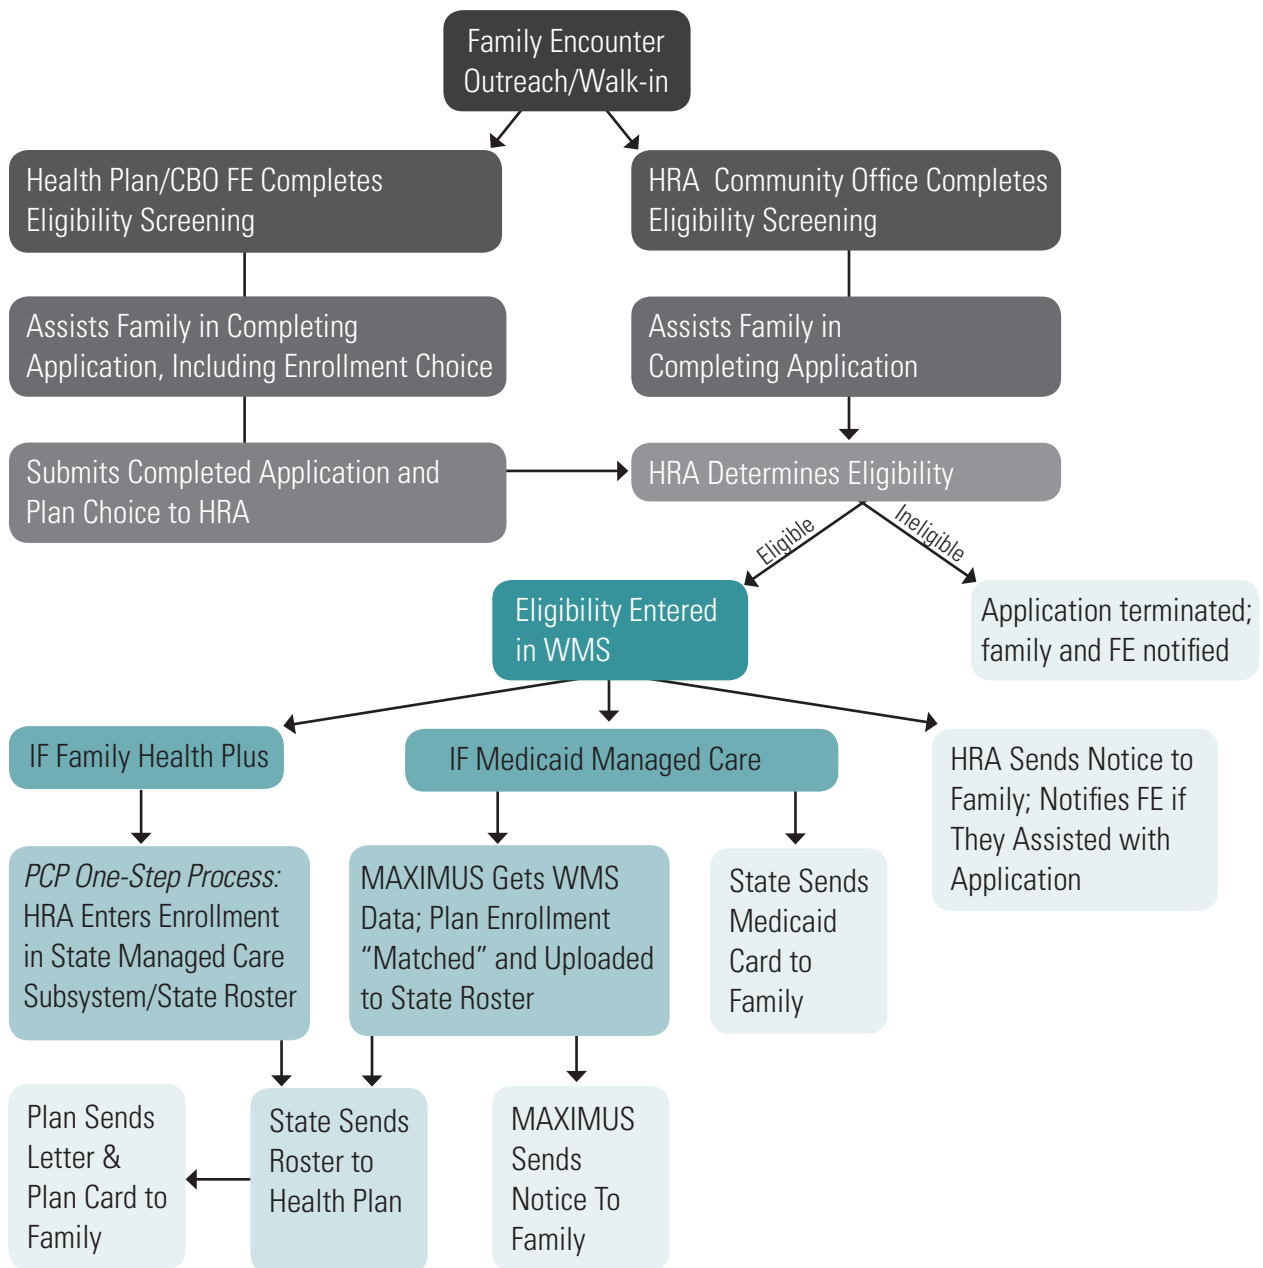 Family Encounter
Outreach/Walk-in
Health Plan/CBO FE Completes
Eligibility Screening
HRA Community Office Completes
Eligibility Screening
Assists Family in Completing
Application, Including Enrollment Choice
Assists Family in
Completing Application
Submits Completed Application and
Plan Choice to HRA
HRA Determines Eligibility
Eligible
Ineligible
Eligibility Entered
in WMS
Application terminated;
family and FE notified
IF Family Health Plus
IF Medicaid Managed Care
HRA Sends Notice to
Family; Notifies FE if
They Assisted with
Application
PCP One-Step Process:
HRA Enters Enrollment
in State Managed Care
Subsystem/State Roster
MAXIMUS Gets WMS
Data; Plan Enrollment
“Matched” and Uploaded
to State Roster
State Sends
Medicaid
Card to
Family
Plan Sends
Letter &
Plan Card to
Family
State Sends
Roster to
Health Plan
MAXIMUS
Sends
Notice To
Family